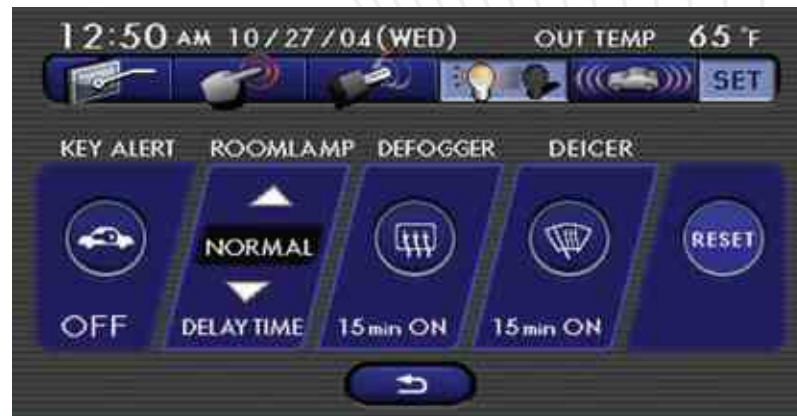 12:50 AM 10/27/04(WED) OUT TEMP 65 °F
SET
KEY ALERT ROOMLAMP DEFOGGER DEICER
NORMAL RESET
OFF DELAY TIME 15min ON 15min ON